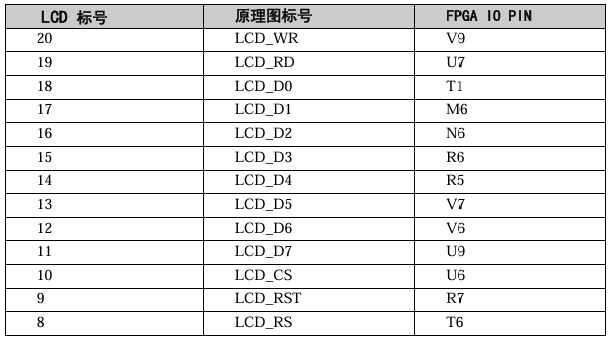 LCD 标号 原理图标号 FPGA IO PIN
20 LCD_WR V9
19 LCD_RD U7
18 LCD_D0 T1
17 LCD_D1 M6
16 LCD_D2 N6
15 LCD_D3 R6
14 LCD_D4 R5
13 LCD_D5 V7
12 LCD_D6 V6
11 LCD_D7 U9
10 LCD_CS U6
9 LCD_RST R7
8 LCD_RS T6